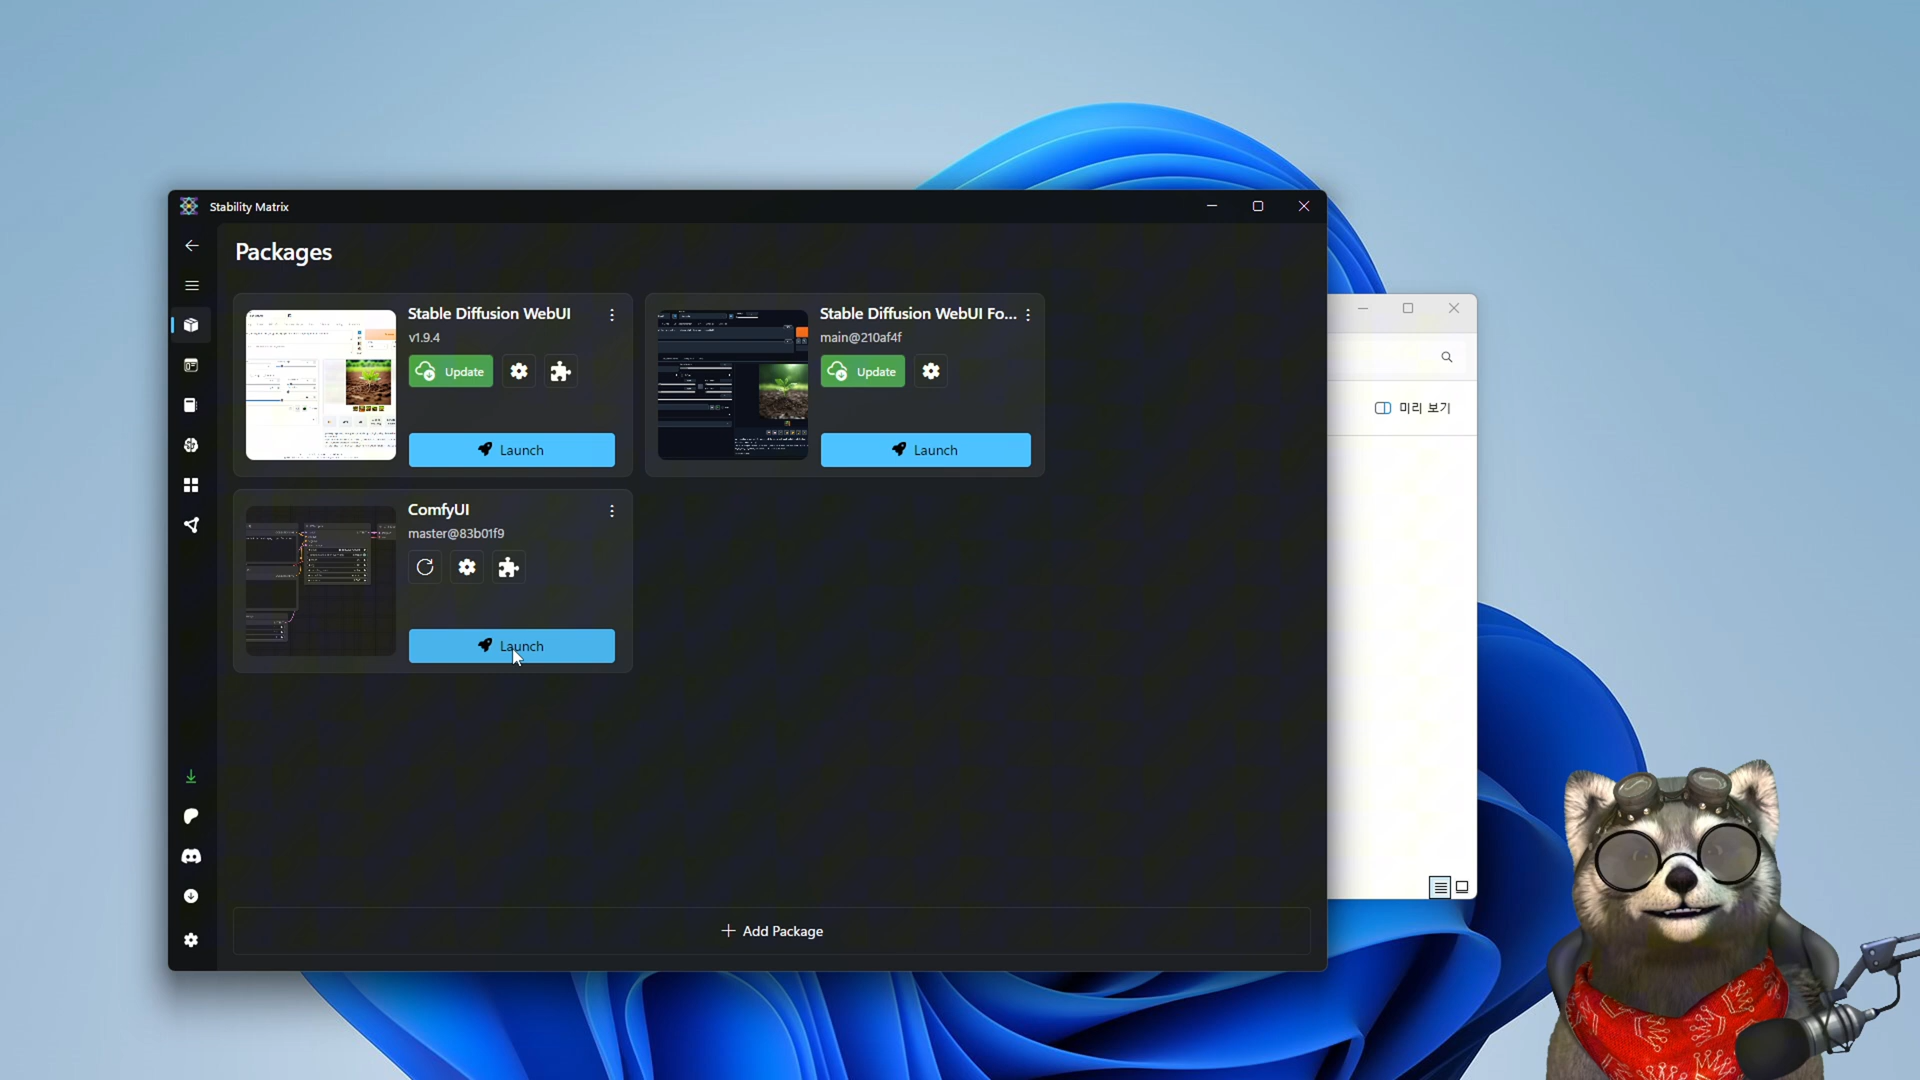 Stability Matrix
Packages
Stable Diffusion WebUI
v1.9.4
Update
Launch
Stable Diffusion WebUI Fo...
main@210af4f
Update
Launch
ComfyUI
master@83b01f9
Launch
미리 보기
Add Package